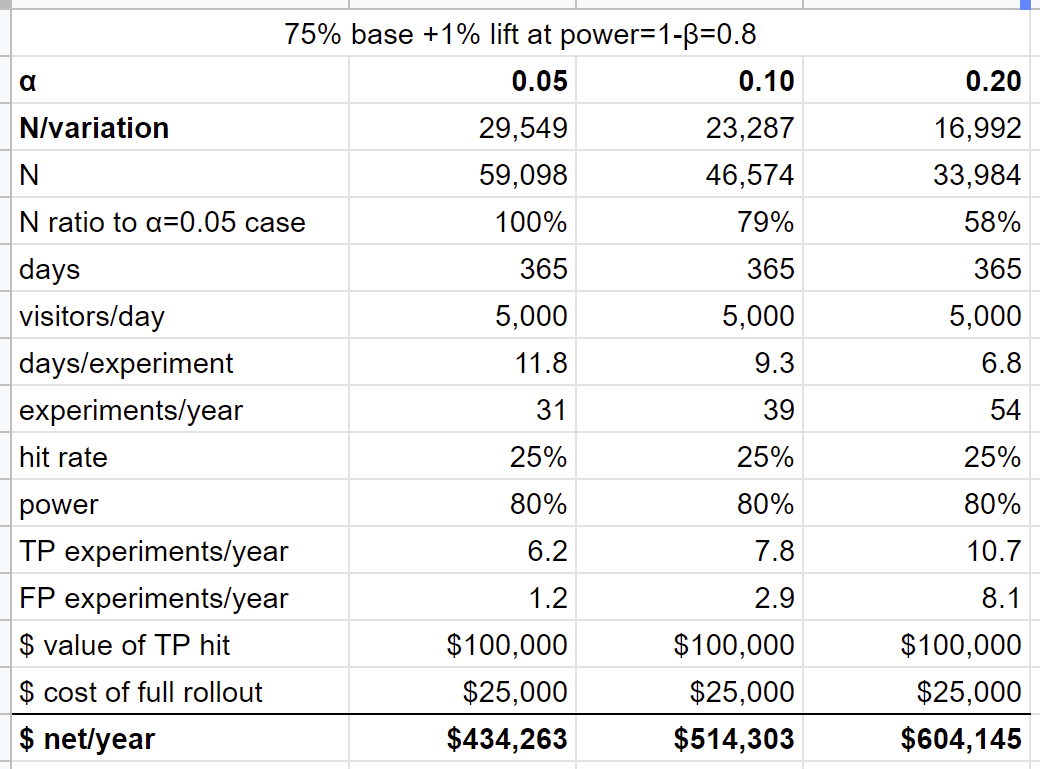 75% base +1% lift at power=1-β=0.8
α 0.05 0.10 0.20
N/variation 29,549 23,287 16,992
N 59,098 46,574 33,984
N ratio to α=0.05 case 100% 79% 58%
days 365 365 365
visitors/day 5,000 5,000 5,000
days/experiment 11.8 9.3 6.8
experiments/year 31 39 54
hit rate 25% 25% 25%
power 80% 80% 80%
TP experiments/year 6.2 7.8 10.7
FP experiments/year 1.2 2.9 8.1
$ value of TP hit $100,000 $100,000 $100,000
$ cost of full rollout $25,000 $25,000 $25,000
$ net/year $434,263 $514,303 $604,145